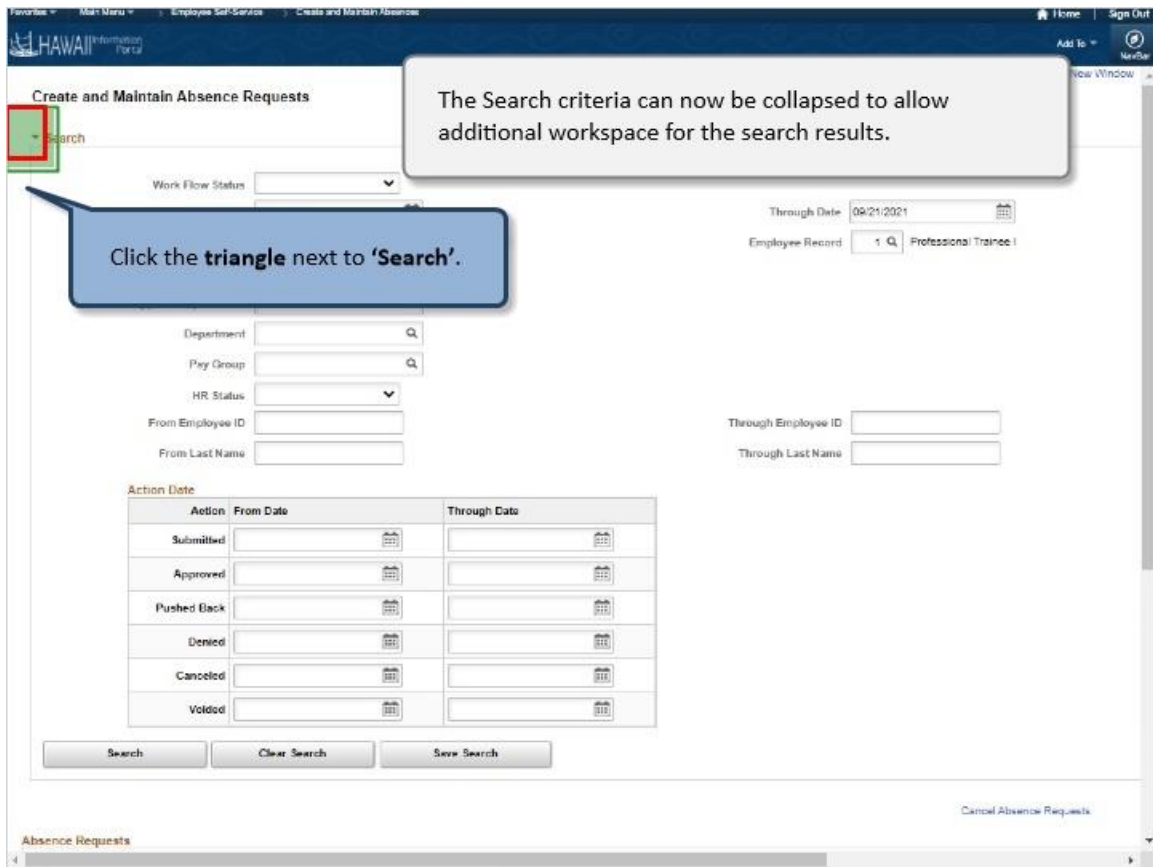 Favorites Main Menu Employee Self-Service Create and Maintain Absences Home Sign Out
HAWAII Information Portal Add To NavBar
New Window
Create and Maintain Absence Requests
The Search criteria can now be collapsed to allow
additional workspace for the search results.
Search
Work Flow Status
Through Date 09/21/2021
Employee Record 1 Professional Trainee I
Click the triangle next to ‘Search’.
Department
Pay Group
HR Status
From Employee ID Through Employee ID
From Last Name Through Last Name
Action Date
Action From Date Through Date
Submitted
Approved
Pushed Back
Denied
Canceled
Voided
Search Clear Search Save Search
Cancel Absence Requests
Absence Requests